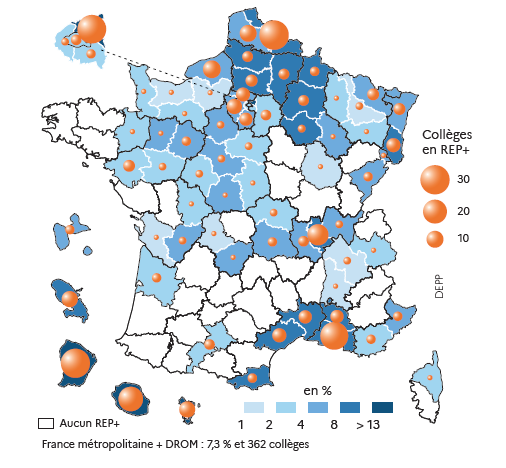 Collèges
en REP+
30
20
10
DEPP
en %
1 2 4 8 > 13
Aucun REP+
France métropolitaine + DROM : 7,3 % et 362 collèges